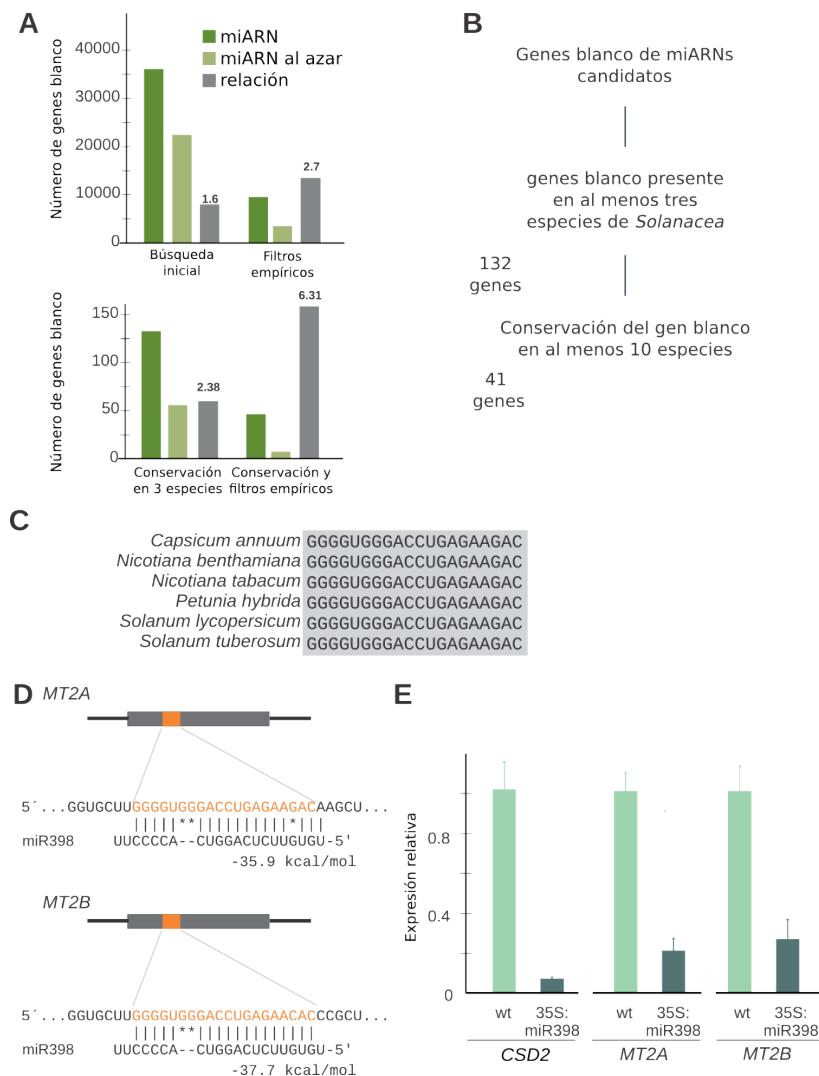 A
Número de genes blanco
40000
30000
20000
10000
0
miARN
miARN al azar
relación
1.6
2.7
Búsqueda
inicial
Filtros
empíricos
Número de genes blanco
150
100
50
0
2.38
6.31
Conservación
en 3 especies
Conservación y
filtros empíricos
B
Genes blanco de miARNs
candidatos
genes blanco presente
en al menos tres
especies de Solanacea
132
genes
Conservación del gen blanco
en al menos 10 especies
41
genes
C
Capsicum annuum GGGGUGGGACCUGAGAAGAC
Nicotiana benthamiana GGGGUGGGACCUGAGAAGAC
Nicotiana tabacum GGGGUGGGACCUGAGAAGAC
Petunia hybrida GGGGUGGGACCUGAGAAGAC
Solanum lycopersicum GGGGUGGGACCUGAGAAGAC
Solanum tuberosum GGGGUGGGACCUGAGAAGAC
D
MT2A
5´ ...GGUGCUUGGGGUGGGACCUGAGAAGACAAGCU...
|||||**|||||||||||*|||
miR398 UUCCCCA--CUGGACUCUUGUGU-5'
-35.9 kcal/mol
MT2B
5´ ...GGUGCUUGGGGUGGGACCUGAGAACACCCGCU...
|||||**|||||||||||||
miR398 UUCCCCA--CUGGACUCUUGUGU-5'
-37.7 kcal/mol
E
Expresión relativa
0.8
0.4
0
wt
35S:
miR398
wt
35S:
miR398
wt
35S:
miR398
CSD2
MT2A
MT2B